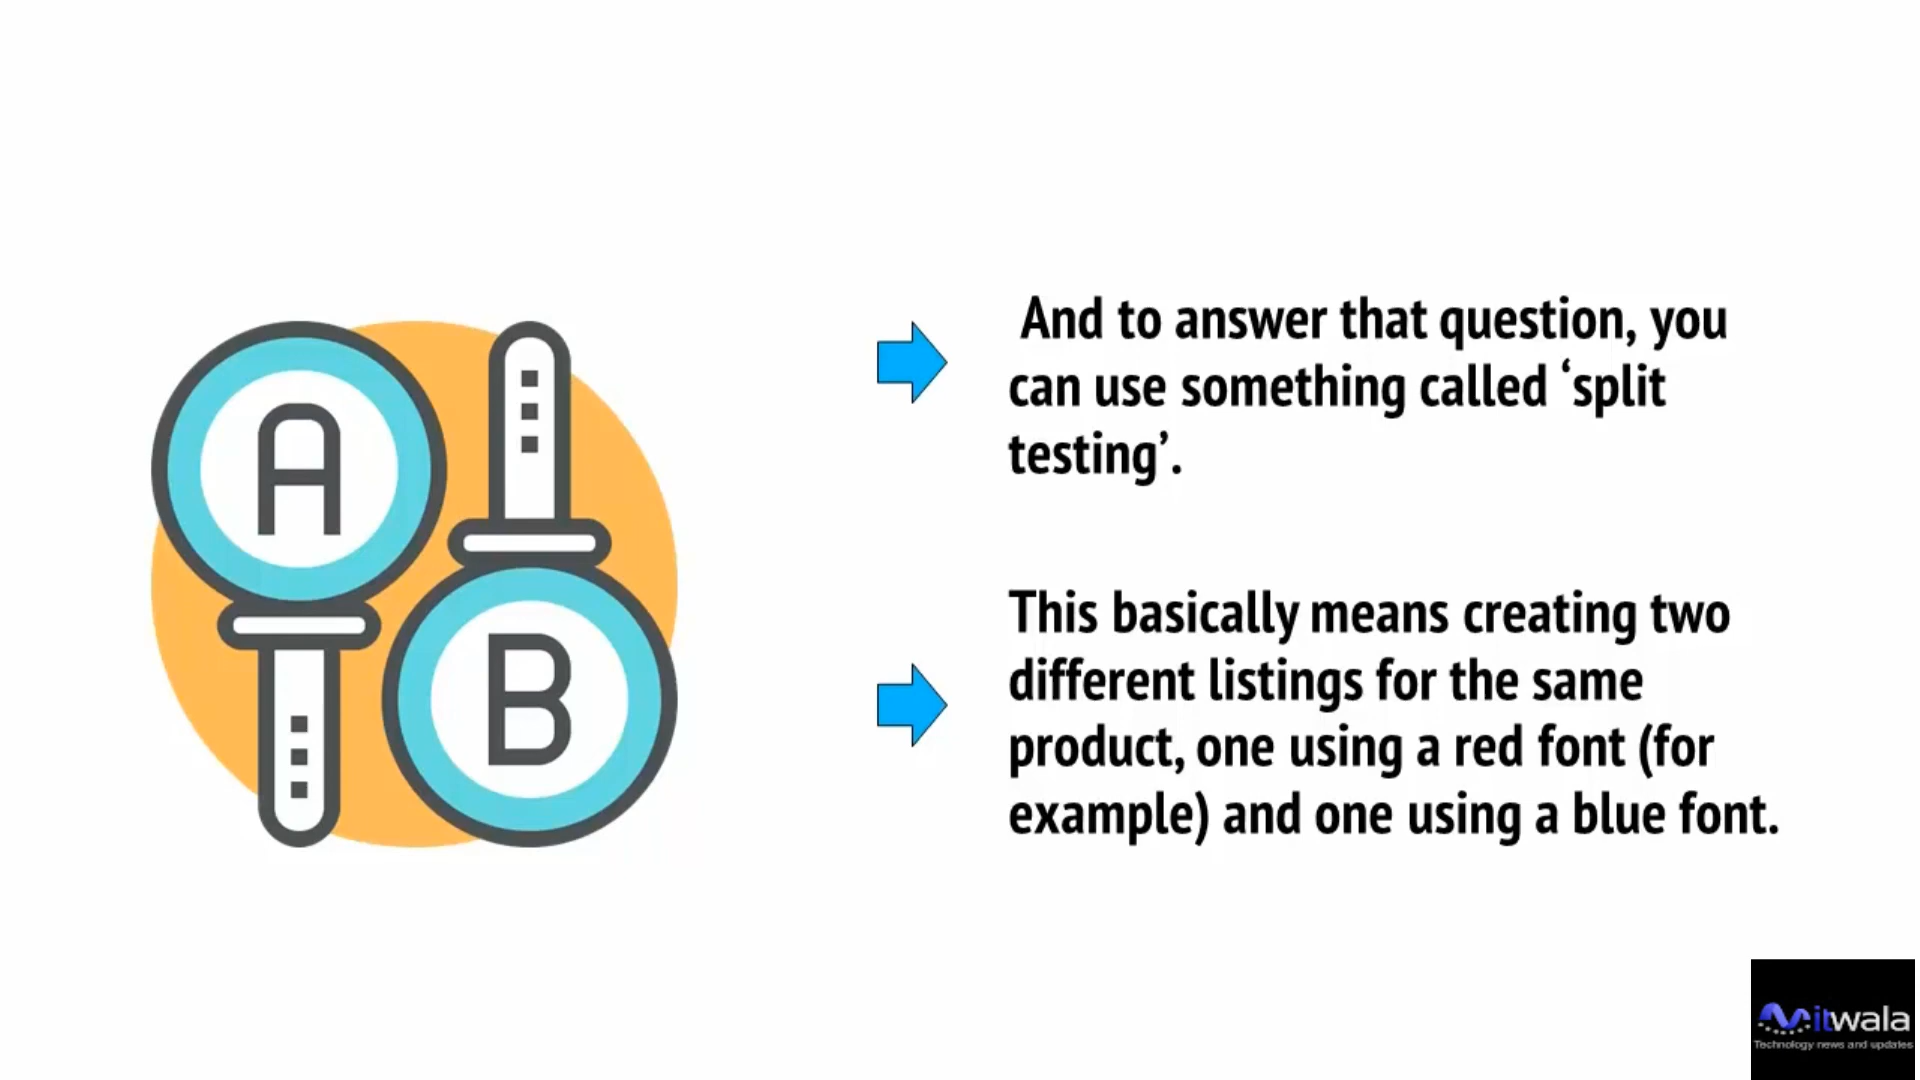 A
B
And to answer that question, you
can use something called ‘split
testing’.
This basically means creating two
different listings for the same
product, one using a red font (for
example) and one using a blue font.
itwala
Technology news and updates